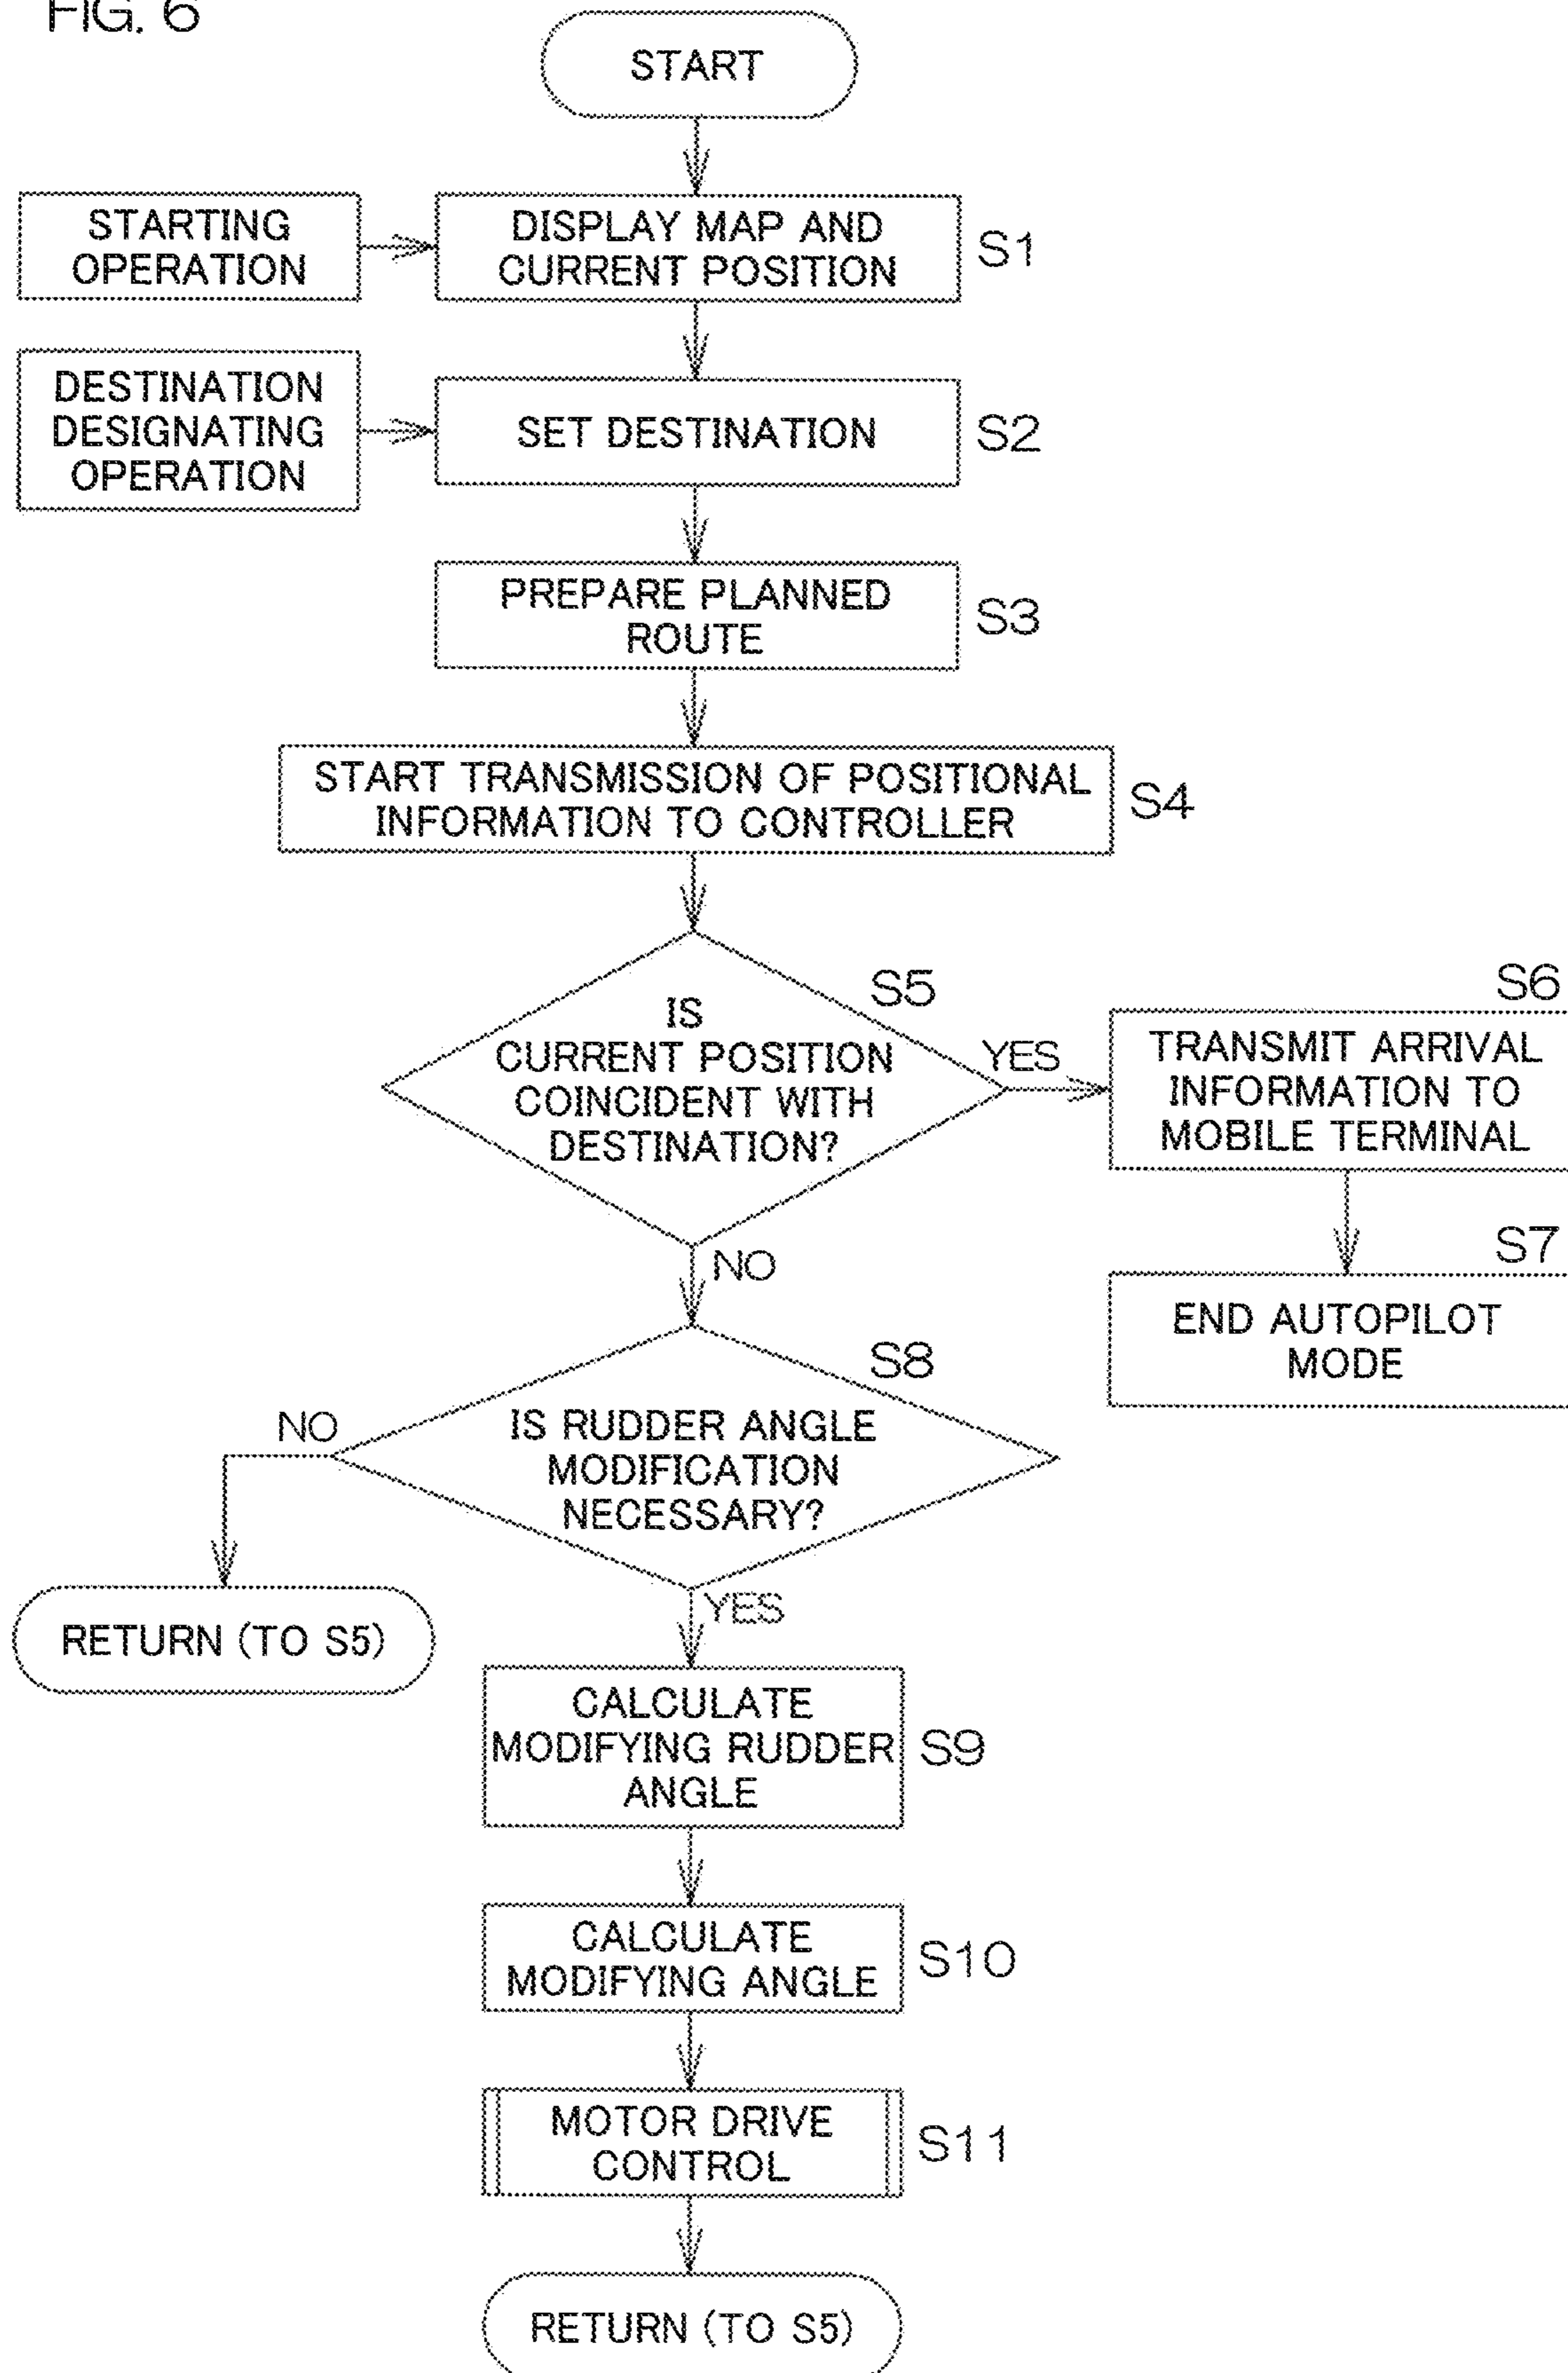 FIG. 6
START
STARTING
OPERATION
DISPLAY MAP AND
CURRENT POSITION
S1
DESTINATION
DESIGNATING
OPERATION
SET DESTINATION
S2
PREPARE PLANNED
ROUTE
S3
START TRANSMISSION OF POSITIONAL
INFORMATION TO CONTROLLER
S4
S5
IS
CURRENT POSITION
COINCIDENT WITH
DESTINATION?
YES
S6
TRANSMIT ARRIVAL
INFORMATION TO
MOBILE TERMINAL
NO
S7
END AUTOPILOT
MODE
S8
IS RUDDER ANGLE
MODIFICATION
NECESSARY?
NO
RETURN (TO S5)
YES
CALCULATE
MODIFYING RUDDER
ANGLE
S9
CALCULATE
MODIFYING ANGLE
S10
MOTOR DRIVE
CONTROL
S11
RETURN (TO S5)